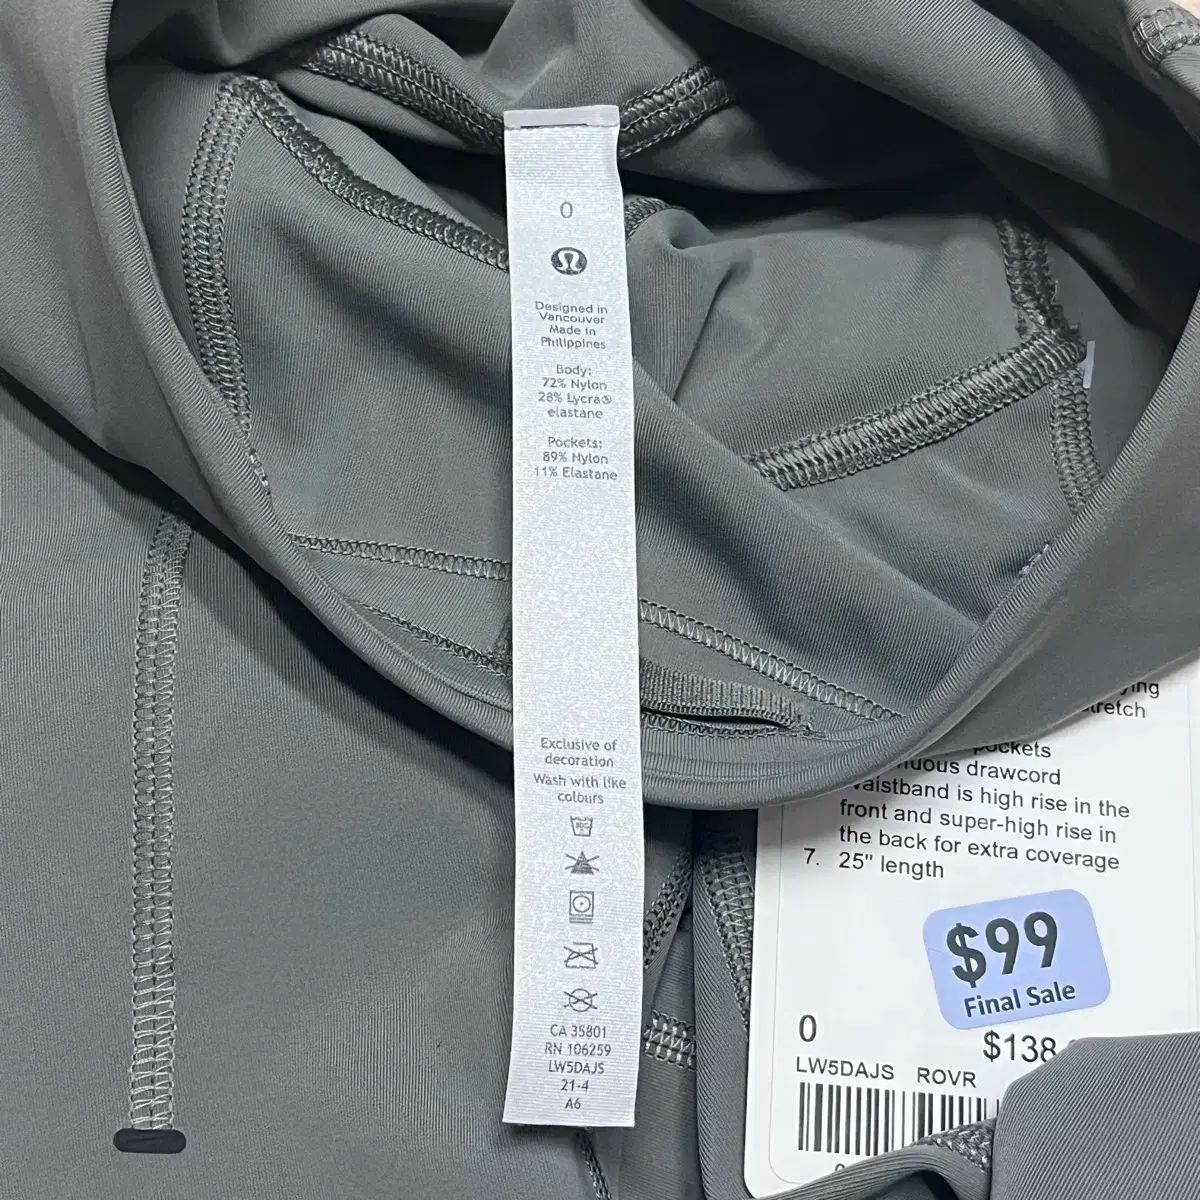 0
Designed in
Vancouver
Made in
Philippines
Body:
72% Nylon
28% Lycra®
elastane
Pockets:
89% Nylon
11% Elastane
Exclusive of
decoration
Wash with like
colours
CA 35801
RN 106259
LW5DAJS
21-4
A6
drawcord
is high rise in the
front and super-high rise in
the back for extra coverage
7. 25" length
$99
Final Sale
0
$138
LW5DAJS ROVR